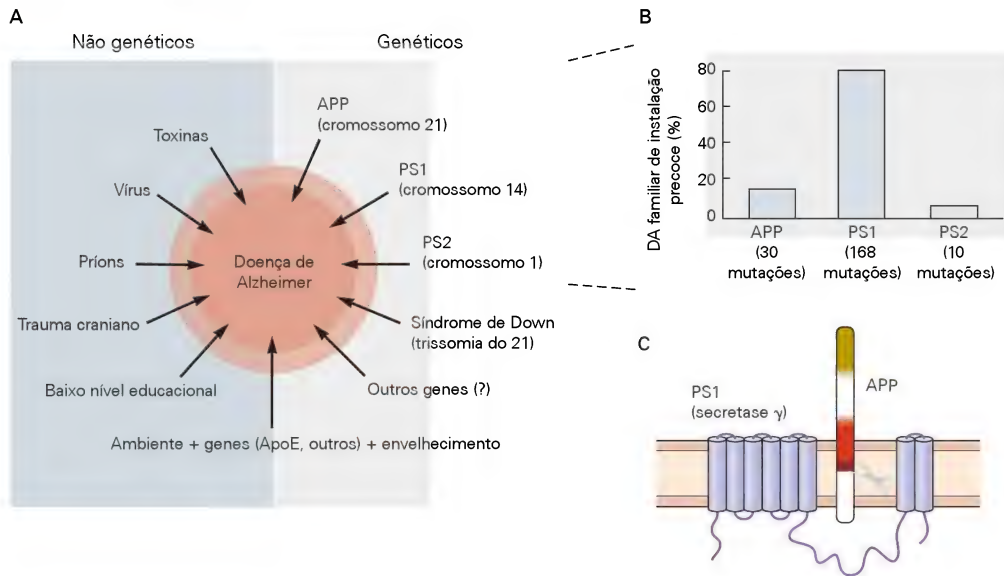 A
Não genéticos
Genéticos
APP
(cromossomo 21)
Toxinas
PS1
(cromossomo 14)
Vírus
PS2
(cromossomo 1)
Príons
Doença de
Alzheimer
Trauma craniano
Síndrome de Down
(trissomia do 21)
Baixo nível educacional
Outros genes (?)
Ambiente + genes (ApoE, outros) + envelhecimento
B
DA familiar de instalação
precoce (%)
80
60
40
20
0
APP
(30
mutações)
PS1
(168
mutações)
PS2
(10
mutações)
C
PS1
(secretase γ)
APP